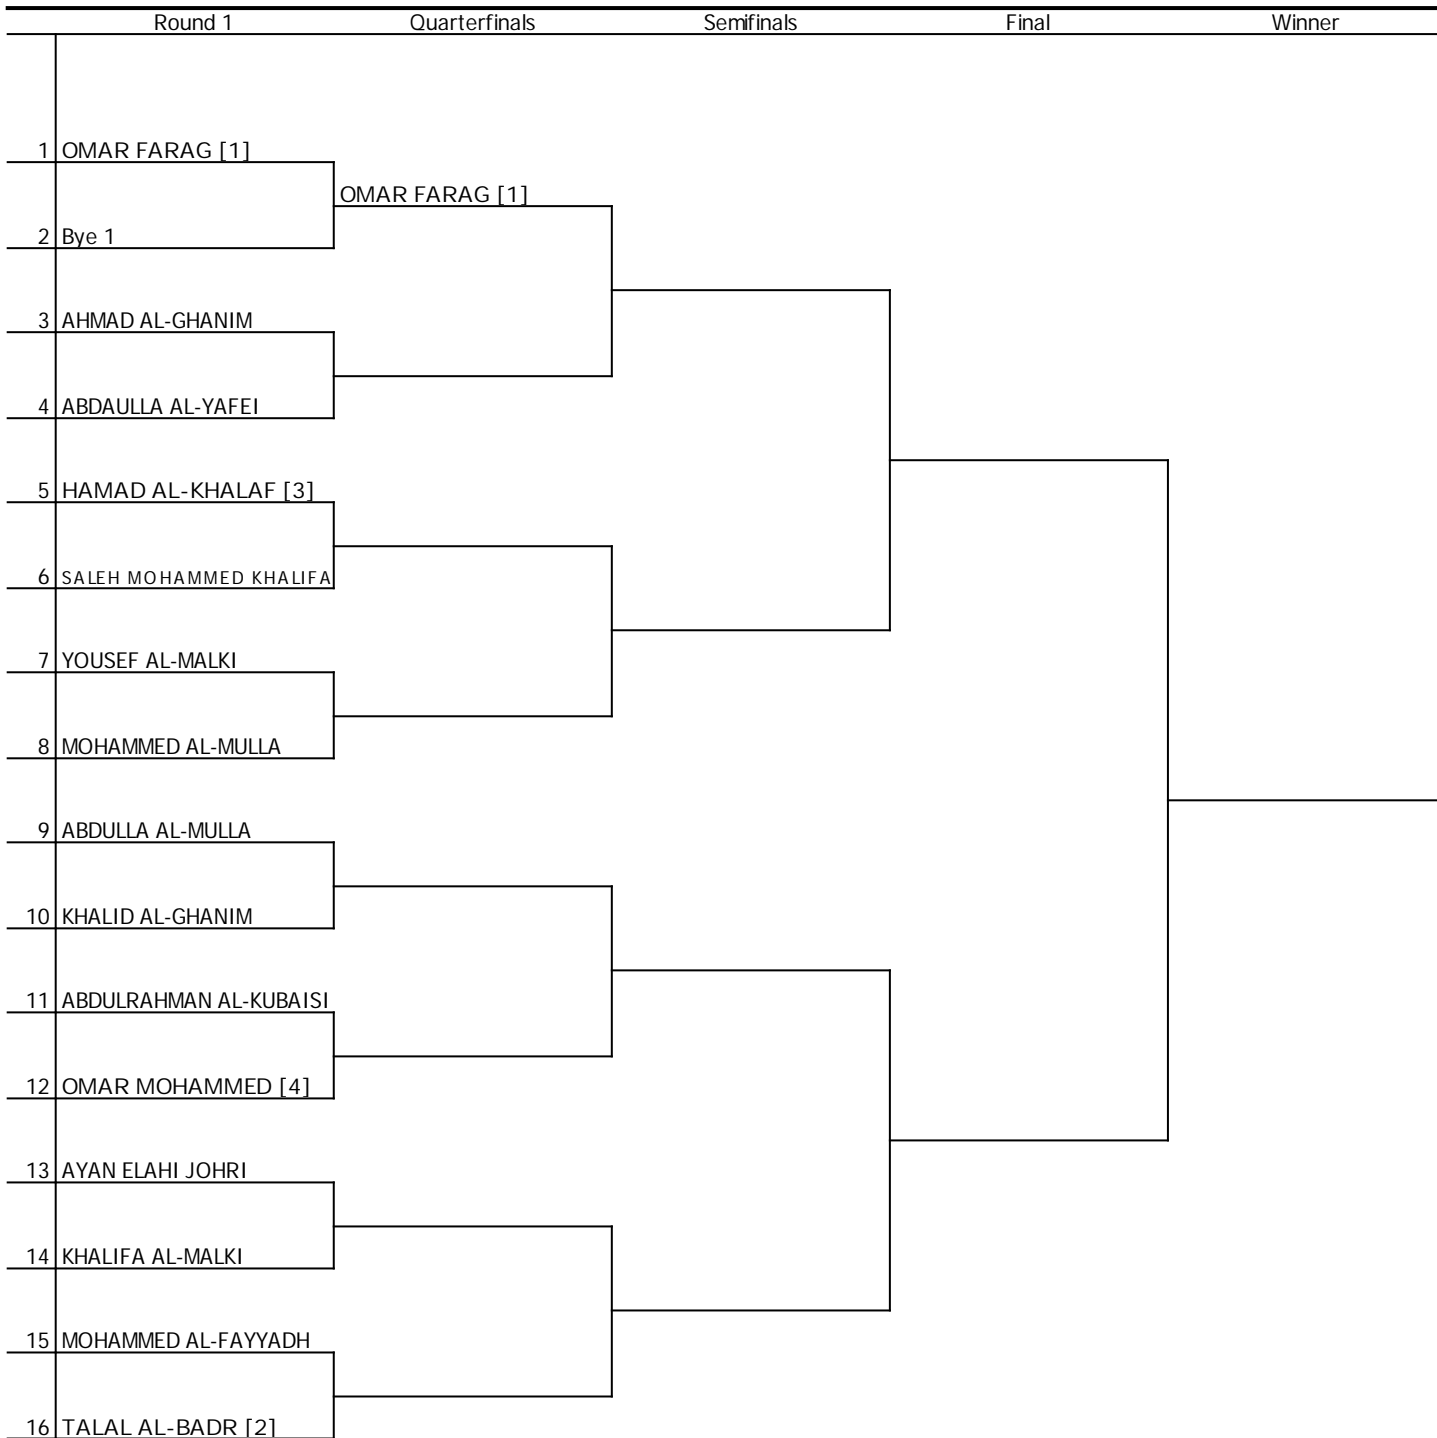 Round 1 Quarterfinals Semifinals Final Winner
1 OMAR FARAG [1]
OMAR FARAG [1]
2 Bye 1
3 AHMAD AL-GHANIM
4 ABDAULLA AL-YAFEI
5 HAMAD AL-KHALAF [3]
6 SALEH MOHAMMED KHALIFA
7 YOUSEF AL-MALKI
8 MOHAMMED AL-MULLA
9 ABDULLA AL-MULLA
10 KHALID AL-GHANIM
11 ABDULRAHMAN AL-KUBAISI
12 OMAR MOHAMMED [4]
13 AYAN ELAHI JOHRI
14 KHALIFA AL-MALKI
15 MOHAMMED AL-FAYYADH
16 TALAL AL-BADR [2]